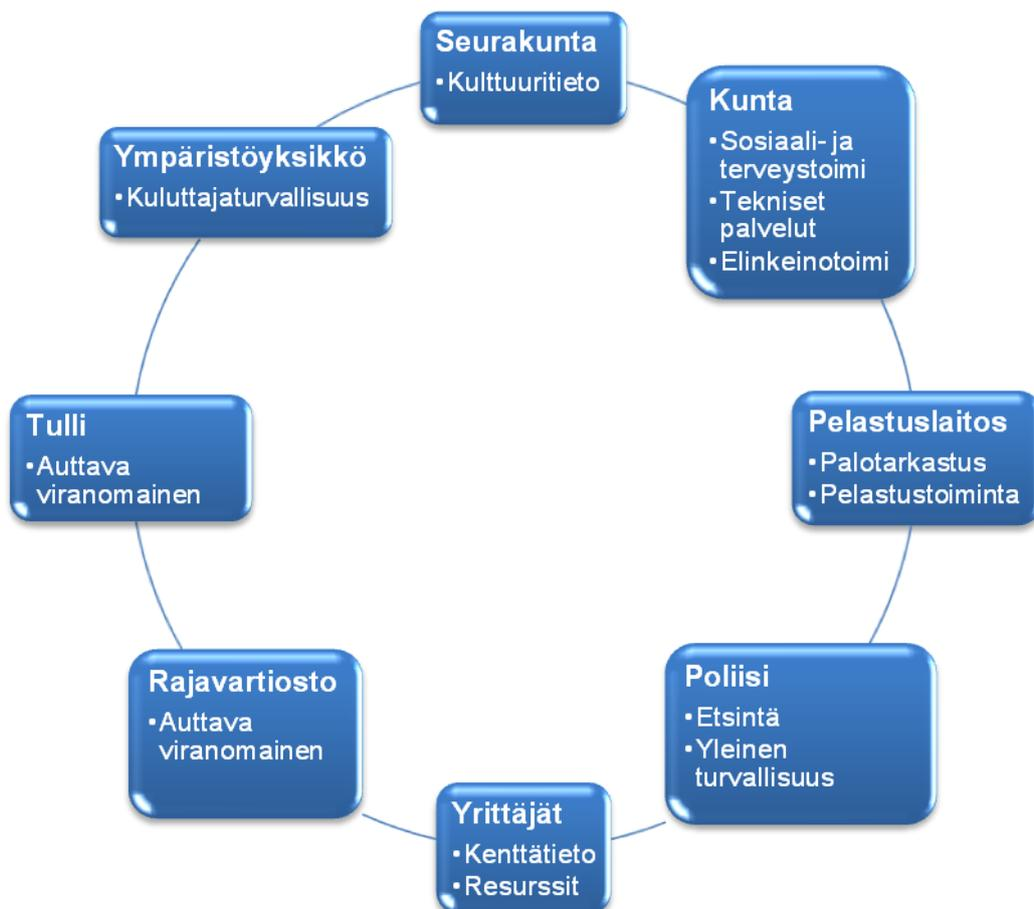 Seurakunta
• Kulttuuritieto
Kunta
• Sosiaali- ja
terveystoimi
• Tekniset
palvelut
• Elinkeinotoimi
Pelastuslaitos
• Palotarkastus
• Pelastustoiminta
Poliisi
• Etsintä
• Yleinen
turvallisuus
Yrittäjät
• Kenttätieto
• Resurssit
Rajavartiosto
• Auttava
viranomainen
Tulli
• Auttava
viranomainen
Ympäristöyksikkö
• Kuluttajaturvallisuus